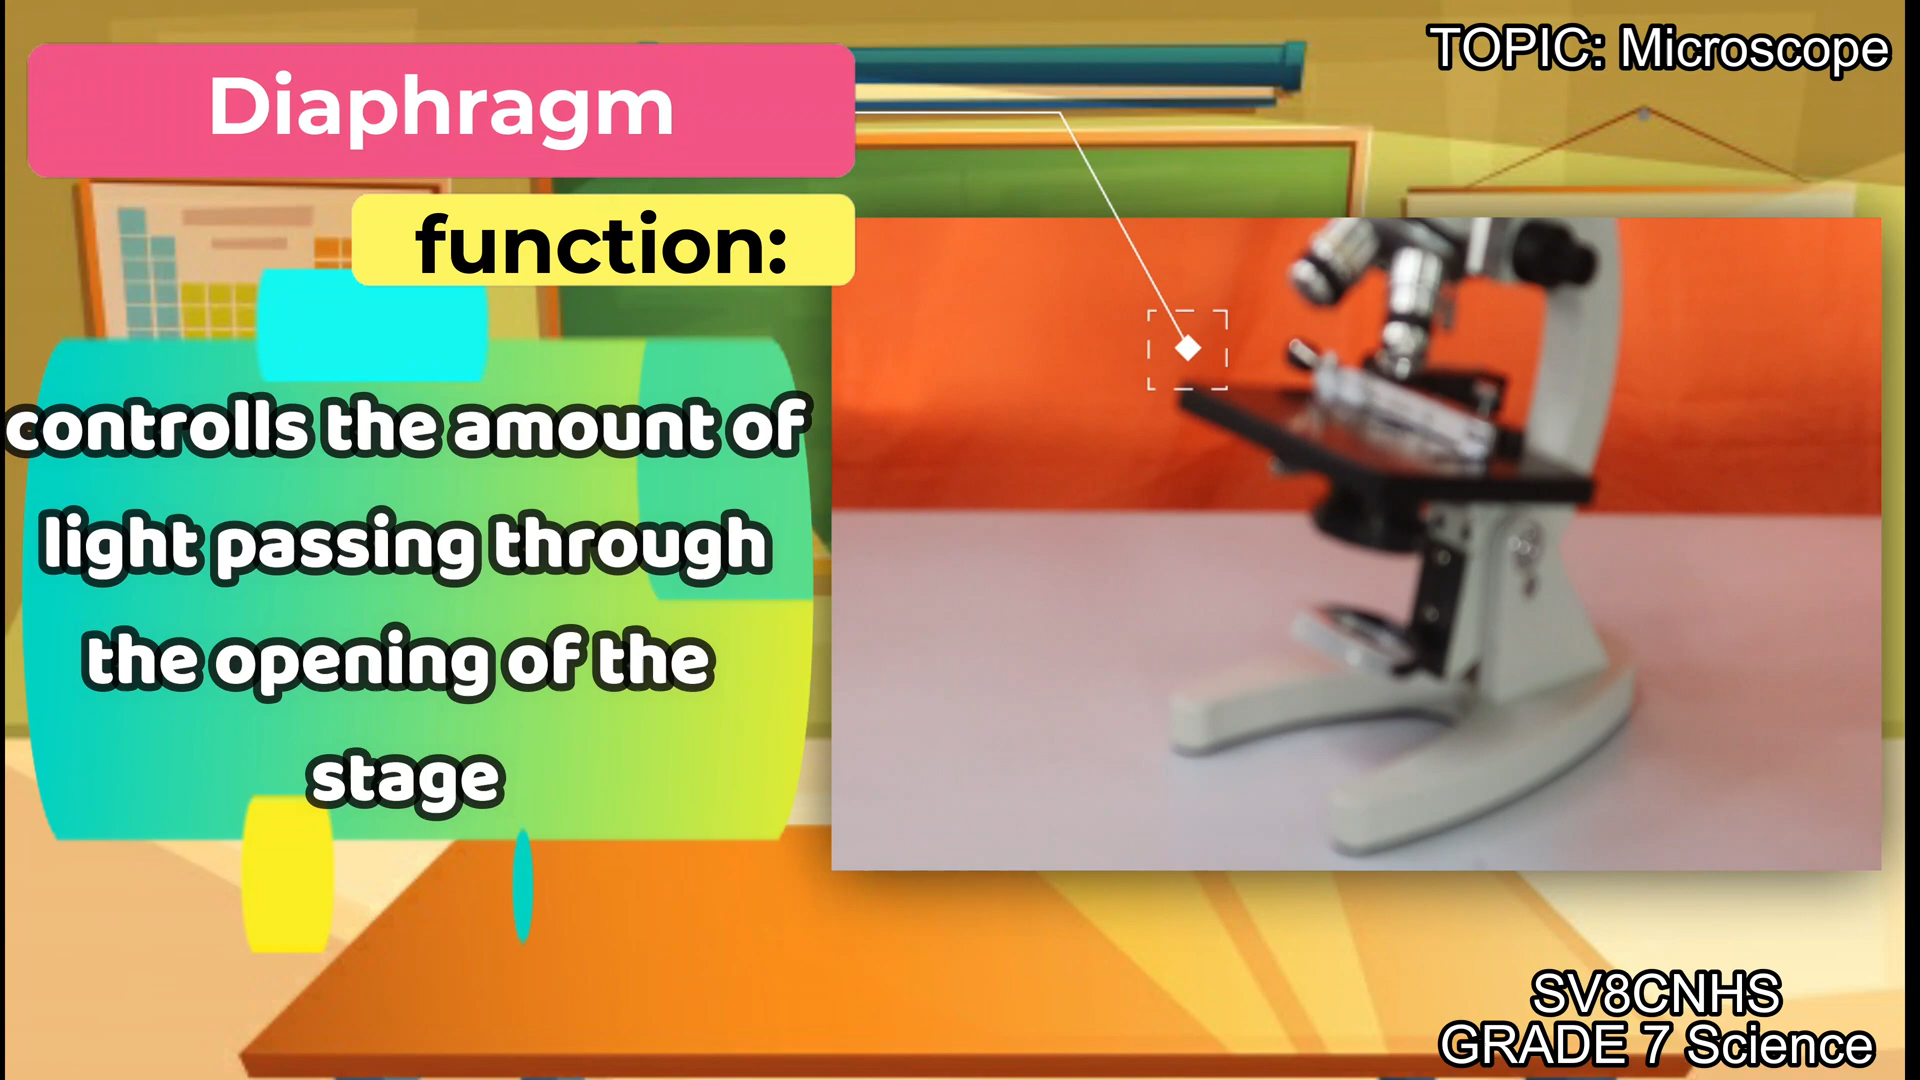 TOPIC: Microscope
Diaphragm
function:
controlls the amount of
light passing through
the opening of the
stage
SV8CNHS
GRADE 7 Science